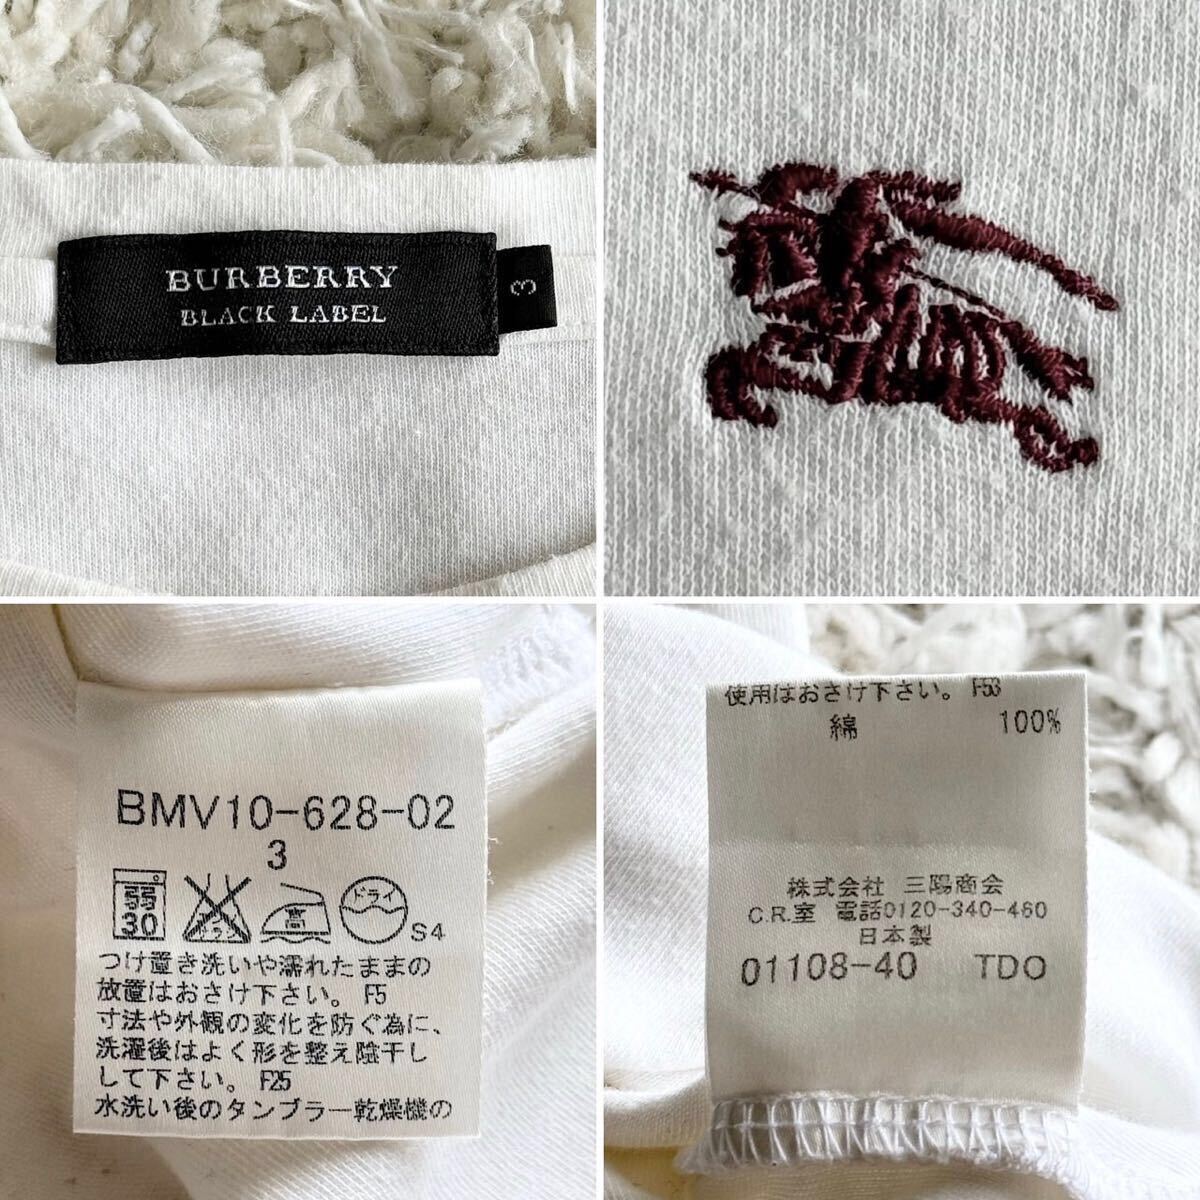 BURBERRY
BLACK LABEL
3
BMV10-628-02
3
弱
30
エンソ
サラシ
高
ドライ
S4
つけ置き洗いや濡れたままの
放置はおさけ下さい。 F5
寸法や外観の変化を防ぐ為に、
洗濯後はよく形を整え陰干し
して下さい。 F25
水洗い後のタンブラー乾燥機の
使用はおさけ下さい。 F53
綿 100%
株式会社 三陽商会
C.R.室 電話0120-340-460
日本製
01108-40 TDO